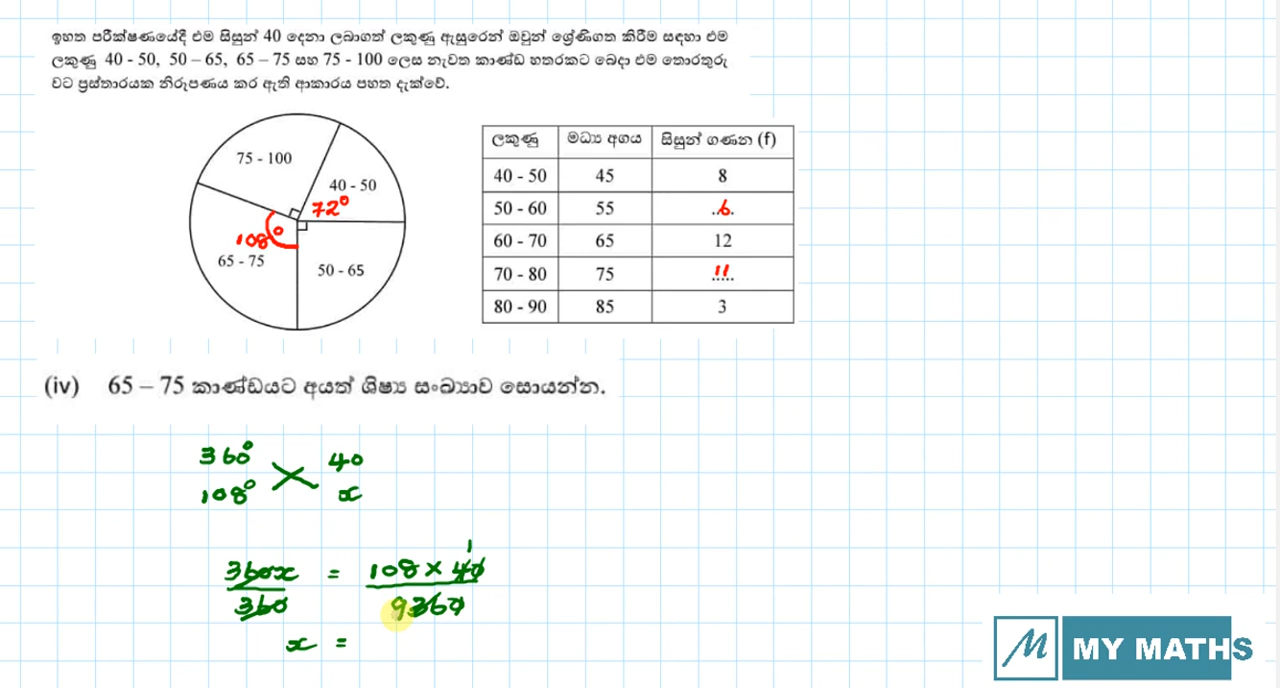 ඉහත පරීක්ෂණයේදී එම සිසුන් 40 දෙනා ලබාගත් ලකුණු ඇසුරෙන් ඔවුන් ශ්‍රේණිගත කිරීම සඳහා එම
ලකුණු 40 - 50, 50 – 65, 65 – 75 සහ 75 - 100 ලෙස නැවත කාණ්ඩ හතරකට බෙදා එම තොරතුරු
වට ප්‍රස්තාරයක නිරූපණය කර ඇති ආකාරය පහත දැක්වේ.
75 - 100
40 - 50
72°
108°
65 - 75
50 - 65
ලකුණු මධ්‍ය අගය සිසුන් ගණන (f)
40 - 50 45 8
50 - 60 55 ..6.
60 - 70 65 12
70 - 80 75 11
80 - 90 85 3
(iv) 65 – 75 කාණ්ඩයට අයත් ශිෂ්‍ය සංඛ්‍යාව සොයන්න.
360° 40
108° x
1
360x = 108 × 40
360 9 360
x =
M MY MATHS